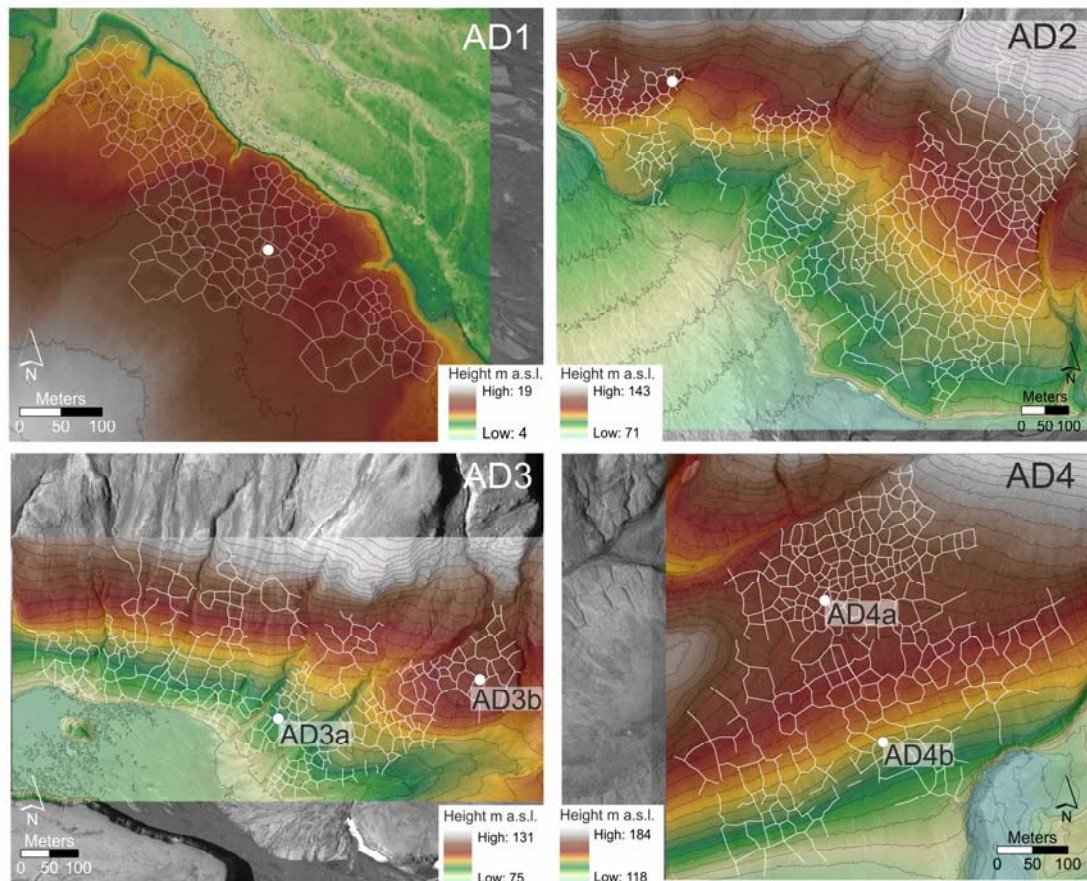 AD1
N
Meters
0 50 100
Height m a.s.l.
High: 19
Low: 4
AD2
Height m a.s.l.
High: 143
Low: 71
N
Meters
0 50 100
AD3
AD3b
AD3a
N
Meters
0 50 100
Height m a.s.l.
High: 131
Low: 75
AD4
AD4a
AD4b
Height m a.s.l.
High: 184
Low: 118
N
Meters
0 50 100